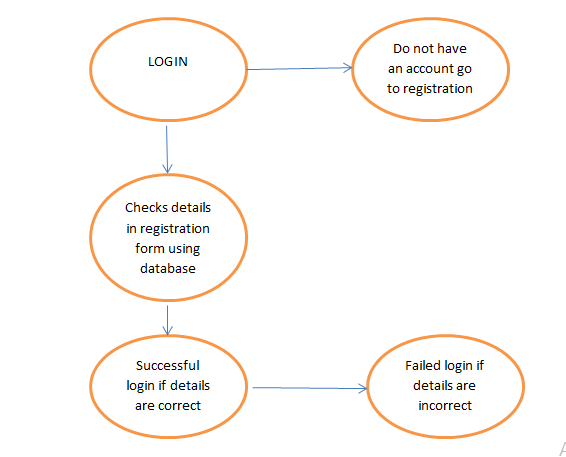 LOGIN
Do not have
an account go
to registration
Checks details
in registration
form using
database
Successful
login if details
are correct
Failed login if
details are
incorrect